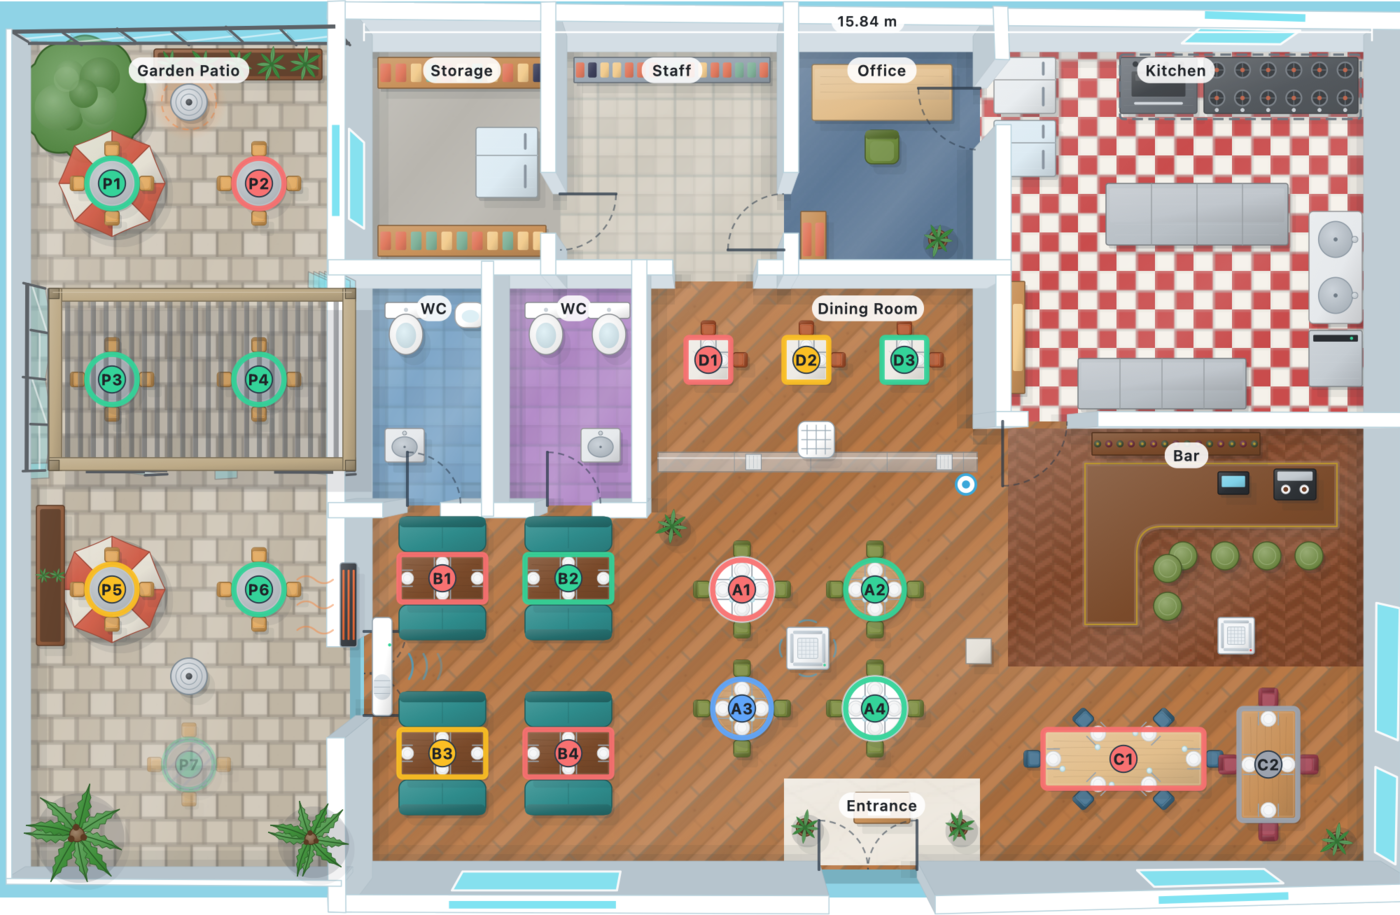 15.84 m
Garden Patio
Storage
Staff
Office
Kitchen
P1
P2
WC
WC
Dining Room
D1
D2
D3
P3
P4
Bar
B1
B2
A1
A2
P5
P6
A3
A4
B3
B4
P7
C1
C2
Entrance